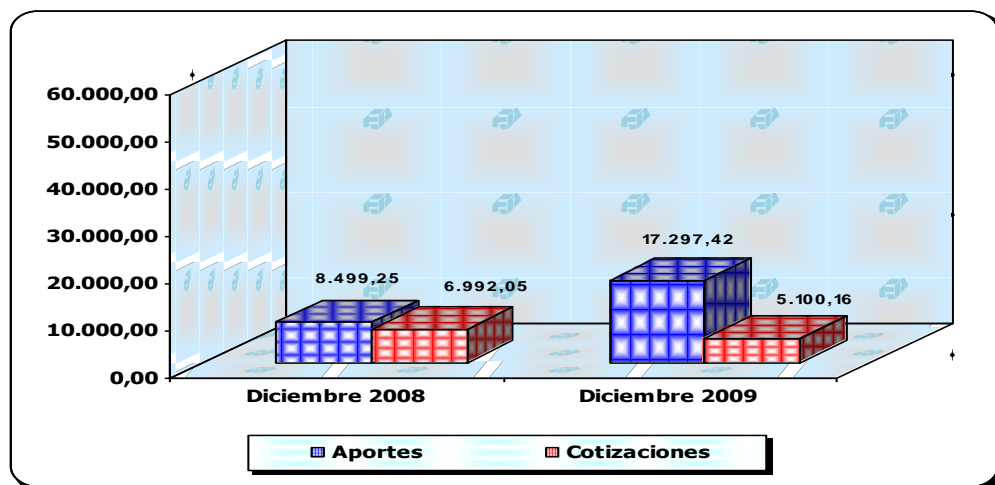 60.000,00
50.000,00
40.000,00
30.000,00
20.000,00
10.000,00
0,00
8.499,25
6.992,05
17.297,42
5.100,16
Diciembre 2008
Diciembre 2009
Aportes
Cotizaciones